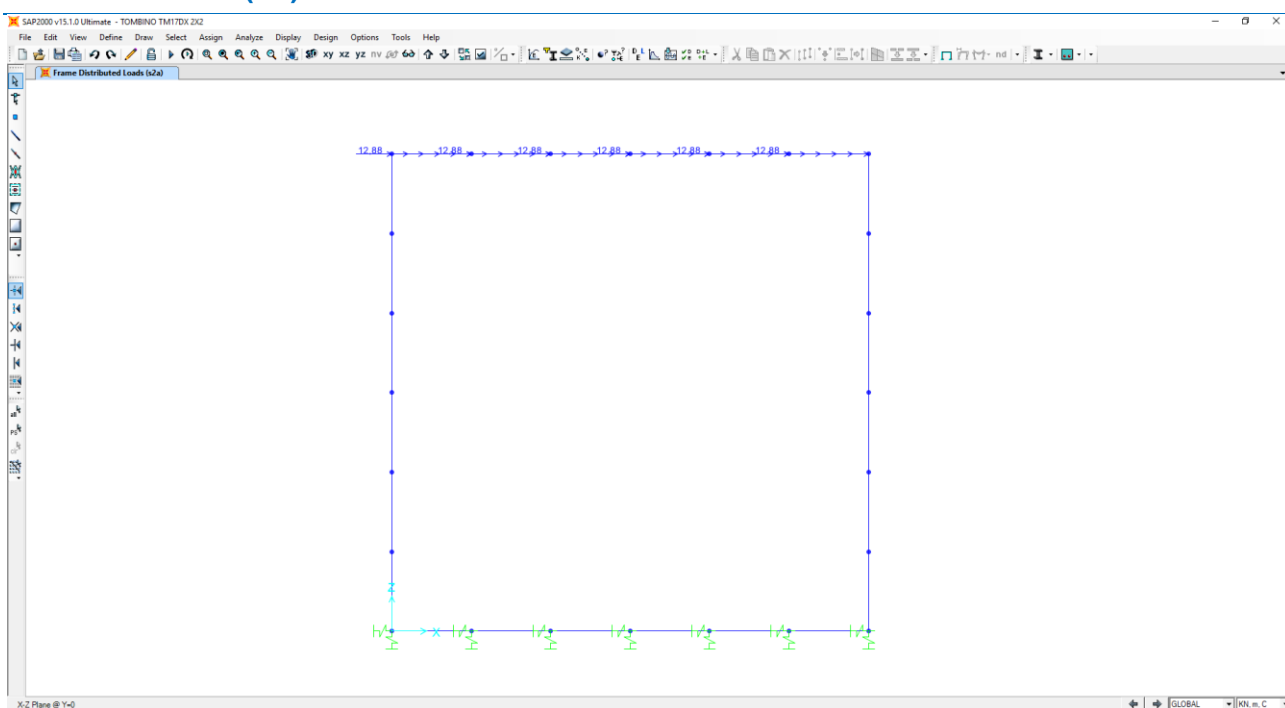 SAP2000 v15.1.0 Ultimate - TOMBINO TM17DX 2X2
File Edit View Define Draw Select Assign Analyze Display Design Options Tools Help
xy xz yz nv nd
Frame Distributed Loads (s2a)
12.88 12.88 12.88 12.88 12.88 12.88
Z
X
X-Z Plane @ Y=0 GLOBAL KN, m, C